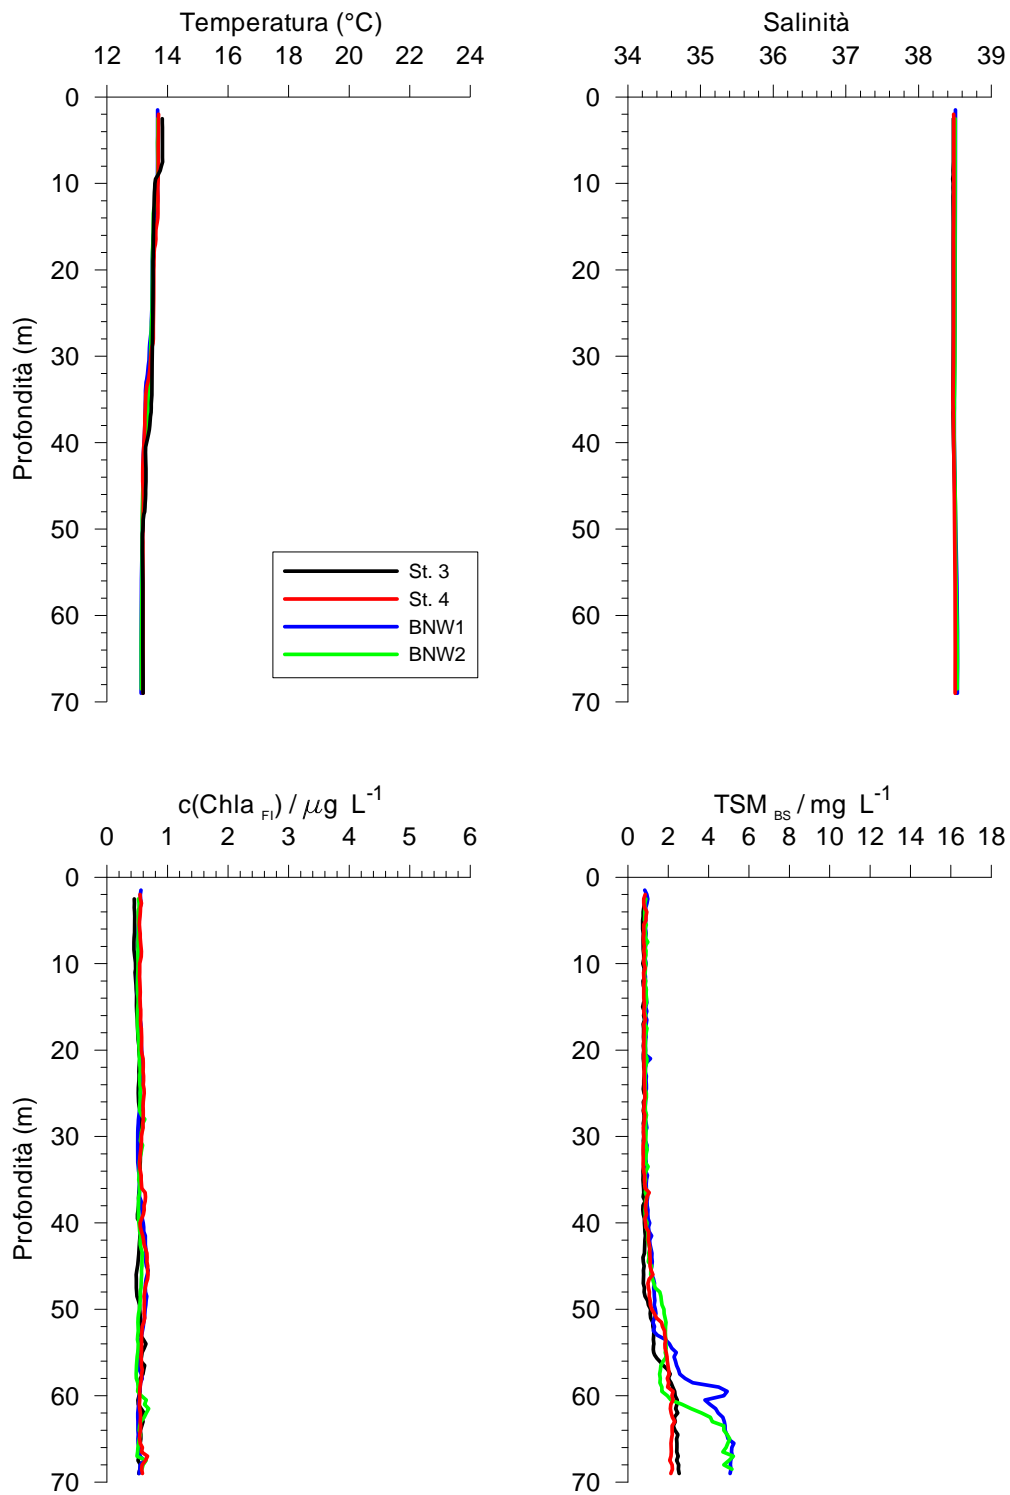 Temperatura (°C)
12 14 16 18 20 22 24
0
10
20
30
40
50
60
70
Profondità (m)
St. 3
St. 4
BNW1
BNW2
Salinità
34 35 36 37 38 39
0
10
20
30
40
50
60
70
c(Chla FI) / µg L-1
0 1 2 3 4 5 6
0
10
20
30
40
50
60
70
Profondità (m)
TSM BS / mg L-1
0 2 4 6 8 10 12 14 16 18
0
10
20
30
40
50
60
70